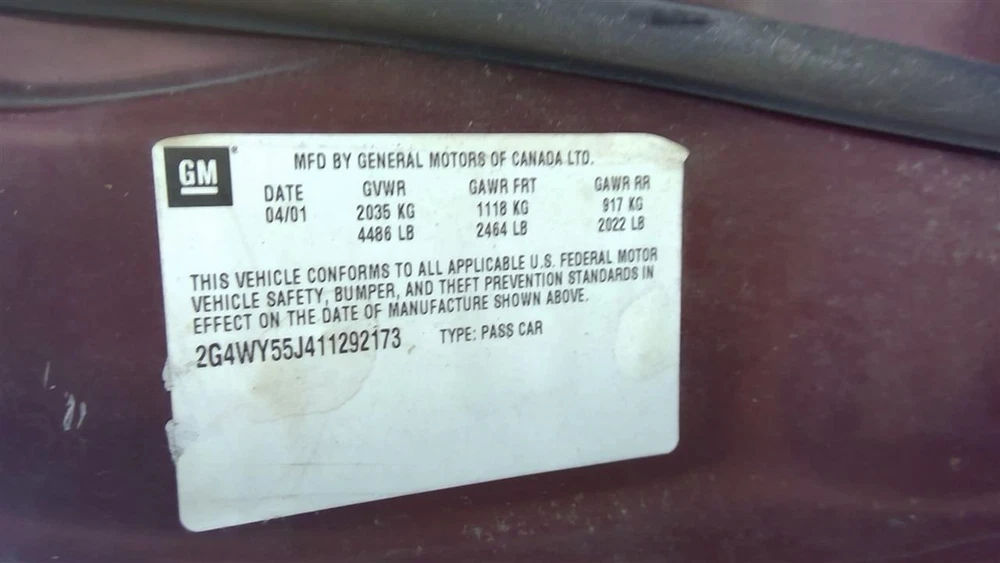 GM® MFD BY GENERAL MOTORS OF CANADA LTD.
DATE GVWR GAWR FRT GAWR RR
04/01 2035 KG 1118 KG 917 KG
4486 LB 2464 LB 2022 LB
THIS VEHICLE CONFORMS TO ALL APPLICABLE U.S. FEDERAL MOTOR
VEHICLE SAFETY, BUMPER, AND THEFT PREVENTION STANDARDS IN
EFFECT ON THE DATE OF MANUFACTURE SHOWN ABOVE.
2G4WY55J411292173 TYPE: PASS CAR